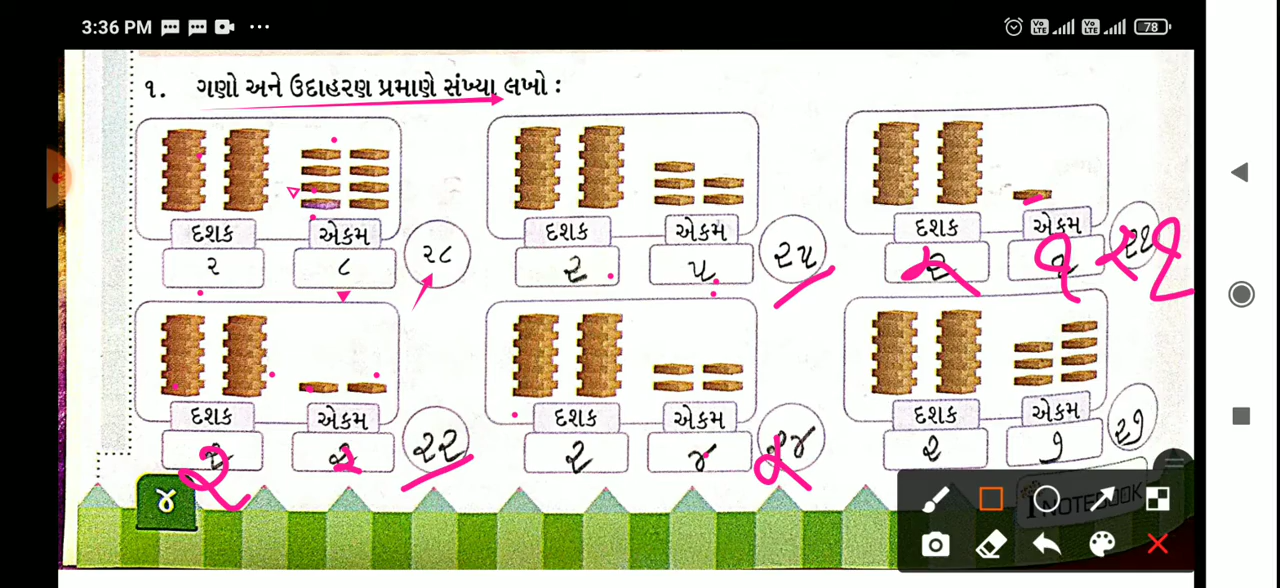 3:36 PM
78
૧. ગણો અને ઉદાહરણ પ્રમાણે સંખ્યા લખો :
દશક એકમ
૨ ૮ ૨૮
દશક એકમ
૨ ૫ ૨૫
દશક એકમ
૨ ૧ ૨૧
દશક એકમ
૨ ૨ ૨૨
દશક એકમ
૨ ૪ ૨૪
દશક એકમ
૨ ૭ ૨૭
૪
NOTEBOOK